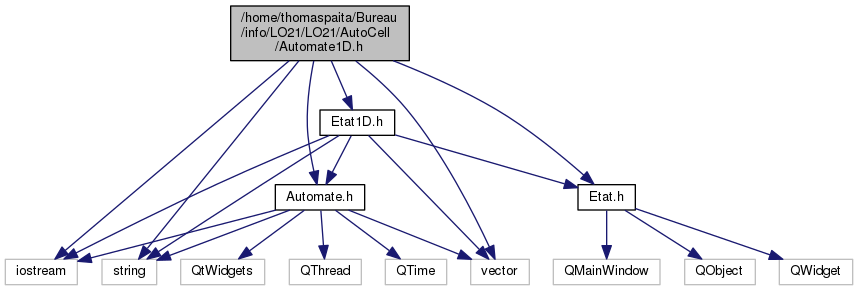 /home/thomaspaita/Bureau
/info/LO21/LO21/AutoCell
/Automate1D.h
Etat1D.h
Automate.h
Etat.h
iostream
string
QtWidgets
QThread
QTime
vector
QMainWindow
QObject
QWidget